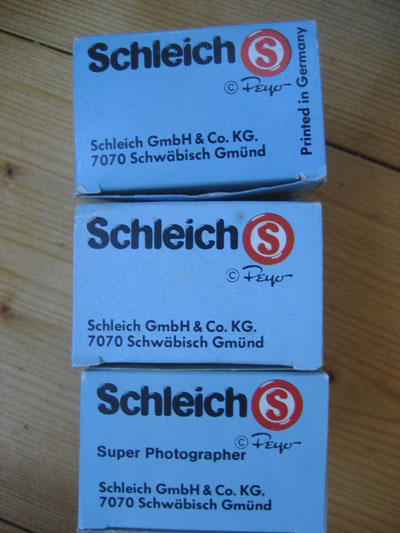 Schleich S
© Peyo
Printed in Germany
Schleich GmbH & Co. KG.
7070 Schwäbisch Gmünd
Schleich S
© Peyo
Schleich GmbH & Co. KG.
7070 Schwäbisch Gmünd
Schleich S
© Peyo
Super Photographer
Schleich GmbH & Co. KG.
7070 Schwäbisch Gmünd